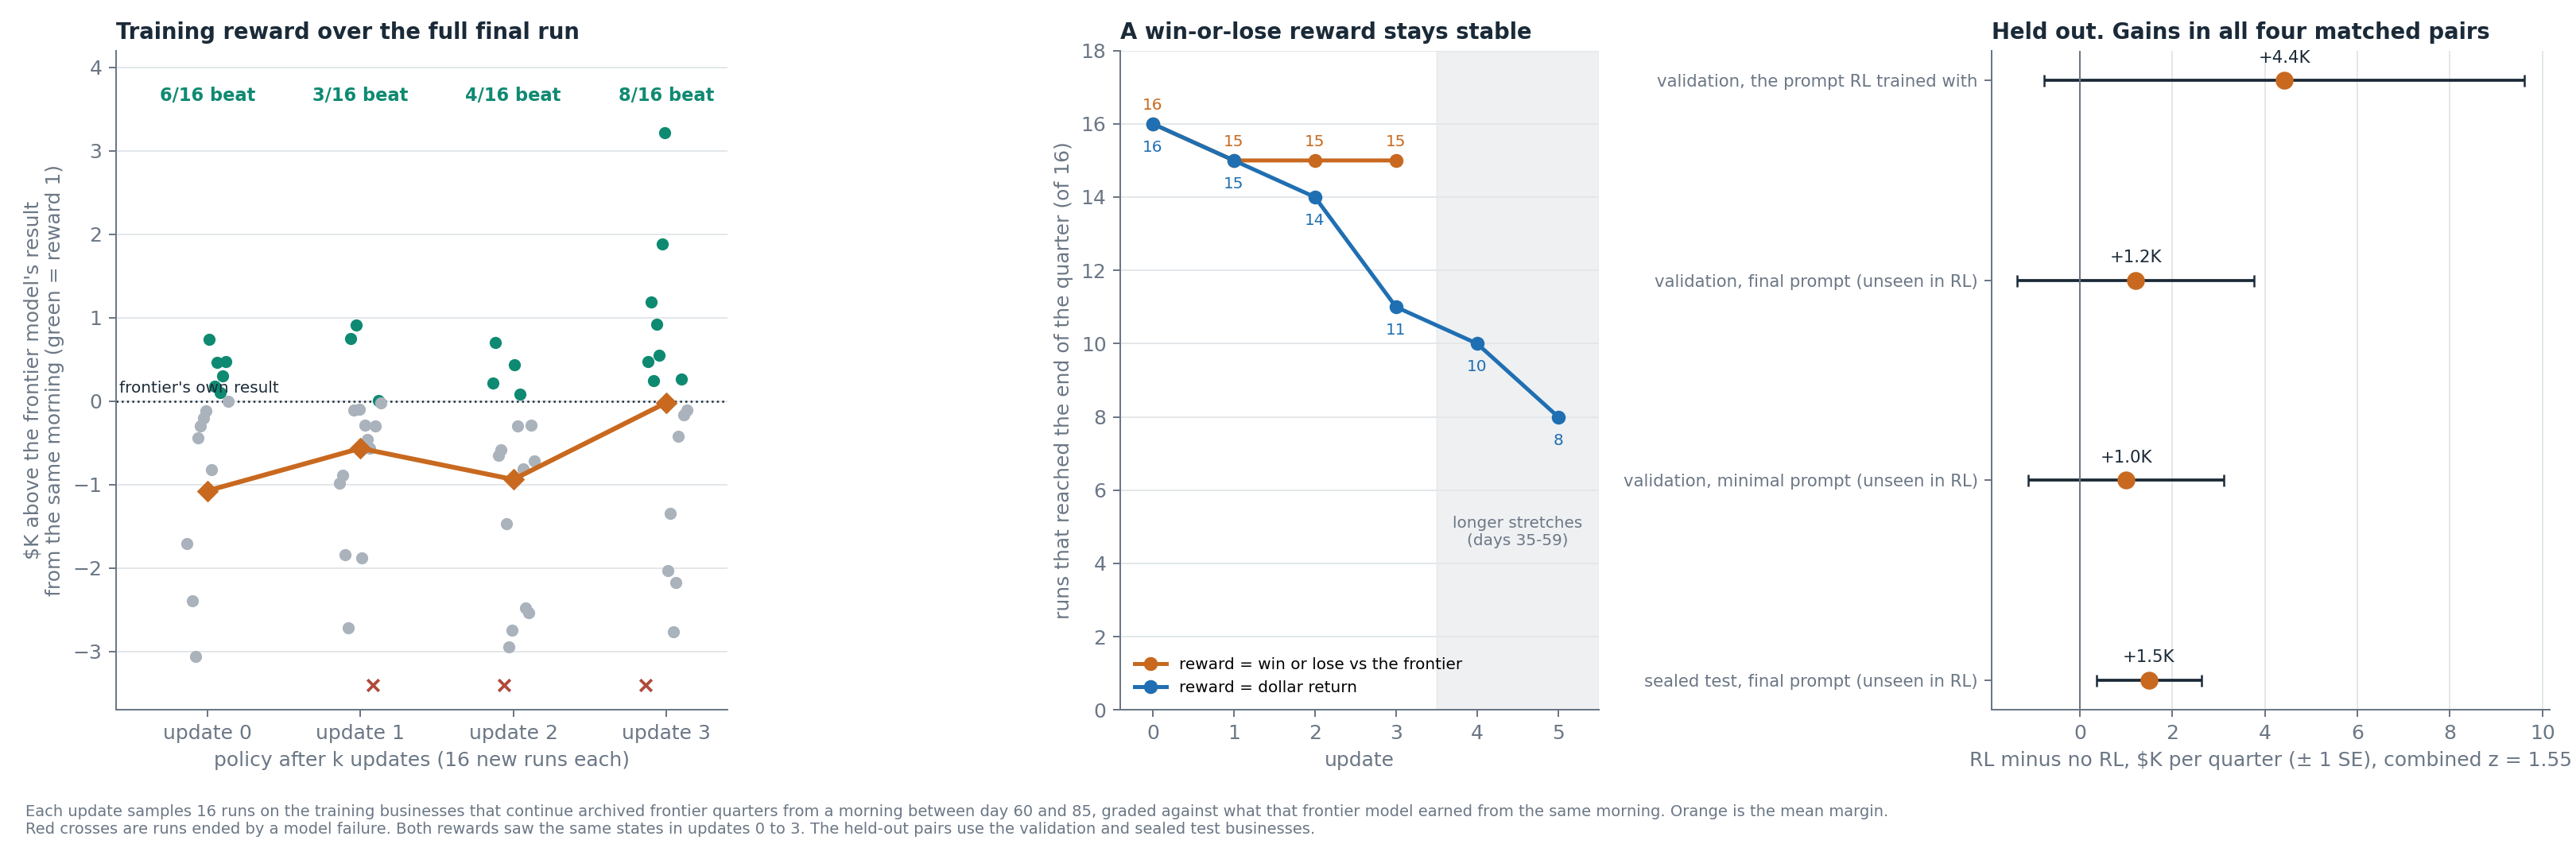 Training reward over the full final run
$K above the frontier model's result
from the same morning (green = reward 1)
4
3
2
1
0
−1
−2
−3
6/16 beat
3/16 beat
4/16 beat
8/16 beat
frontier's own result
update 0
update 1
update 2
update 3
policy after k updates (16 new runs each)
A win-or-lose reward stays stable
runs that reached the end of the quarter (of 16)
18
16
14
12
10
8
6
4
2
0
16
16
15
15
15
15
14
11
10
8
longer stretches
(days 35-59)
reward = win or lose vs the frontier
reward = dollar return
0
1
2
3
4
5
update
Held out. Gains in all four matched pairs
validation, the prompt RL trained with
+4.4K
validation, final prompt (unseen in RL)
+1.2K
validation, minimal prompt (unseen in RL)
+1.0K
sealed test, final prompt (unseen in RL)
+1.5K
0
2
4
6
8
10
RL minus no RL, $K per quarter (± 1 SE), combined z = 1.55
Each update samples 16 runs on the training businesses that continue archived frontier quarters from a morning between day 60 and 85, graded against what that frontier model earned from the same morning. Orange is the mean margin.
Red crosses are runs ended by a model failure. Both rewards saw the same states in updates 0 to 3. The held-out pairs use the validation and sealed test businesses.